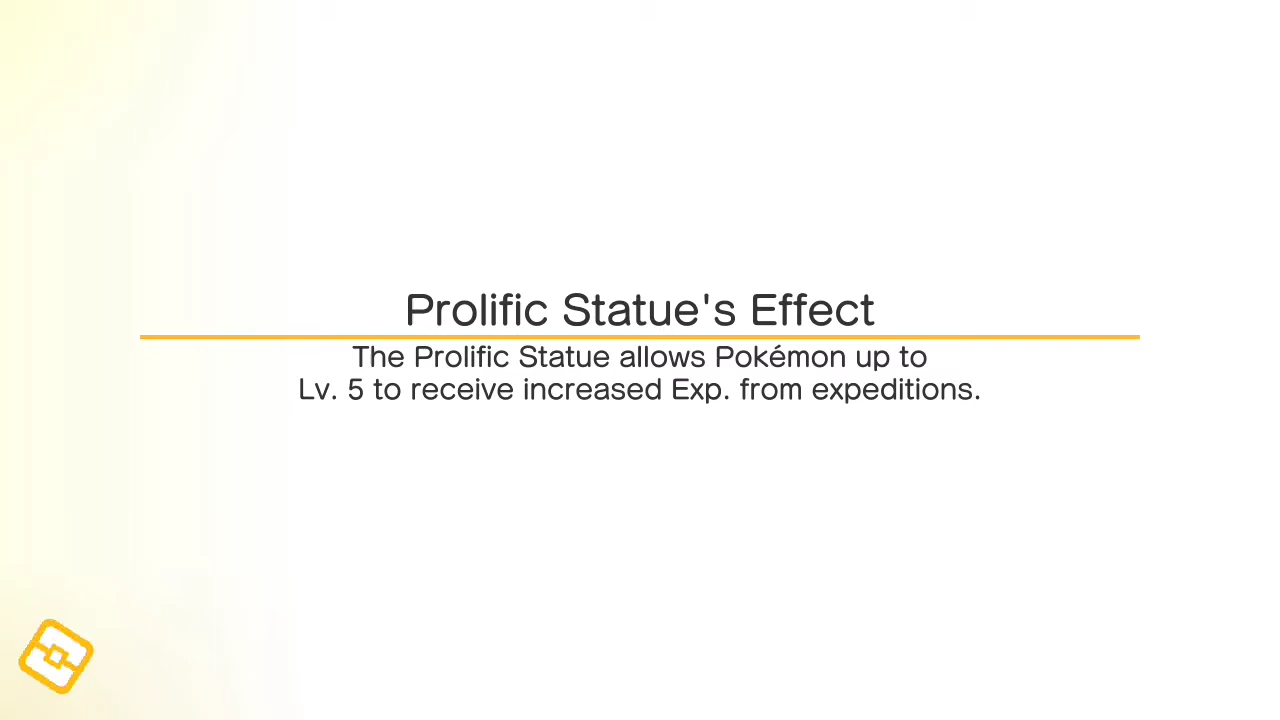 Prolific Statue's Effect
The Prolific Statue allows Pokémon up to
Lv. 5 to receive increased Exp. from expeditions.